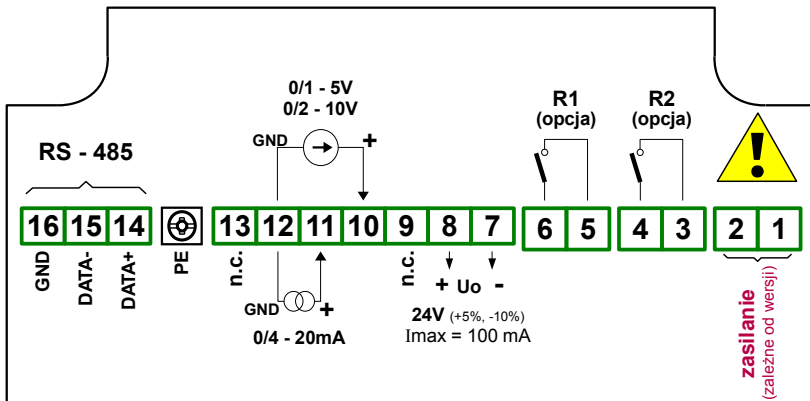 0/1 - 5V
0/2 - 10V
GND
+
R1
(opcja)
R2
(opcja)
!
RS - 485
16 15 14
13 12 11 10 9 8 7
6 5
4 3
2 1
GND
DATA-
DATA+
PE
n.c.
GND
+
0/4 - 20mA
n.c.
+ Uo -
24V (+5%, -10%)
Imax = 100 mA
zasilanie
(zależne od wersji)